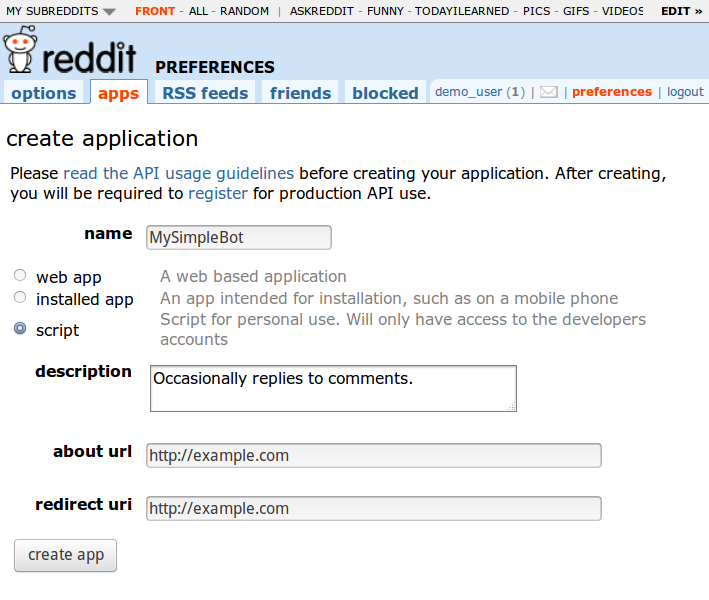 MY SUBREDDITS FRONT - ALL - RANDOM | ASKREDDIT - FUNNY - TODAYILEARNED - PICS - GIFS - VIDEOS EDIT »
reddit PREFERENCES
options apps RSS feeds friends blocked demo_user (1) | | preferences | logout
create application
Please read the API usage guidelines before creating your application. After creating,
you will be required to register for production API use.
name MySimpleBot
web app A web based application
installed app An app intended for installation, such as on a mobile phone
script Script for personal use. Will only have access to the developers
accounts
description Occasionally replies to comments.
about url http://example.com
redirect uri http://example.com
create app